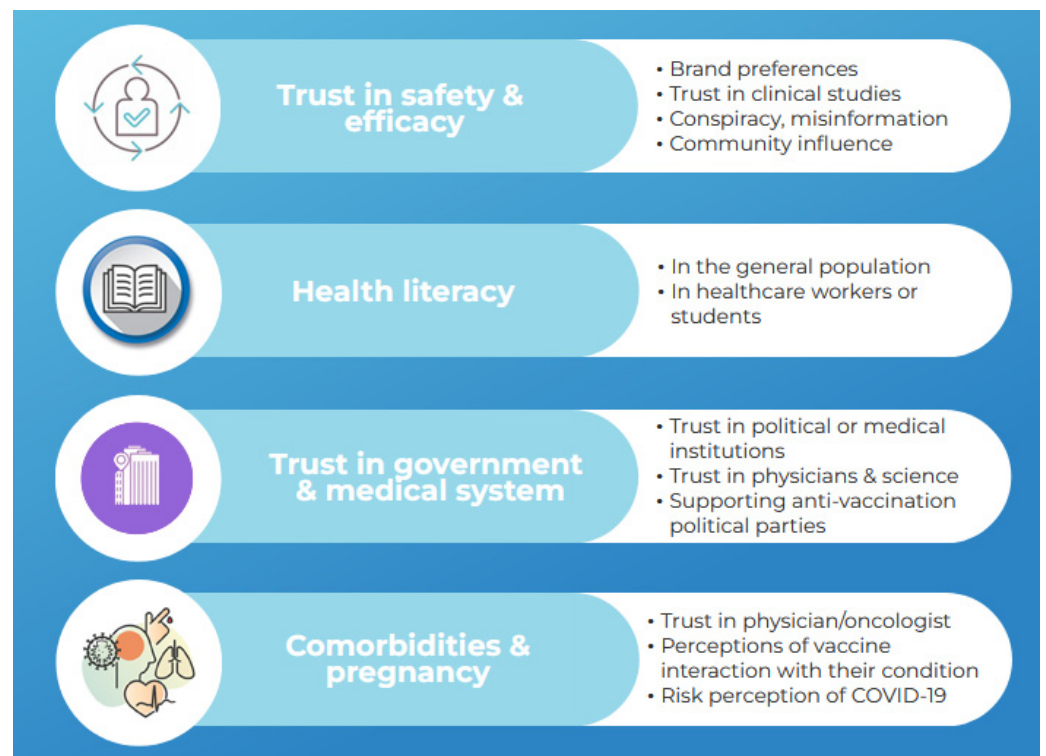 Trust in safety &
efficacy
• Brand preferences
• Trust in clinical studies
• Conspiracy, misinformation
• Community influence
Health literacy
• In the general population
• In healthcare workers or
students
Trust in government
& medical system
• Trust in political or medical
institutions
• Trust in physicians & science
• Supporting anti-vaccination
political parties
Comorbidities &
pregnancy
• Trust in physician/oncologist
• Perceptions of vaccine
interaction with their condition
• Risk perception of COVID-19